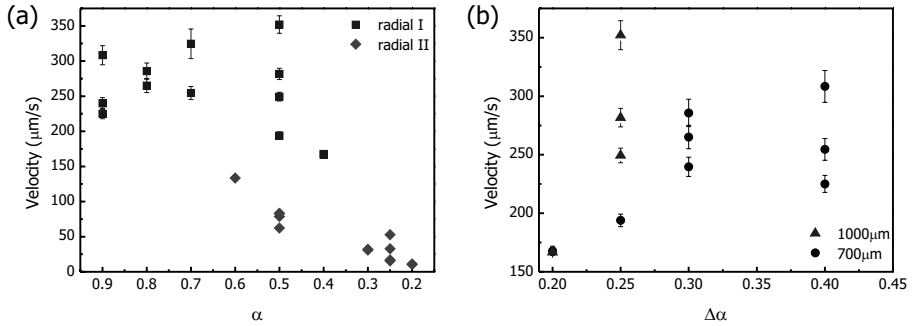 (a)
350
300
250
200
150
100
50
0
Velocity (μm/s)
0.9 0.8 0.7 0.6 0.5 0.4 0.3 0.2
α
radial I
radial II
(b)
350
300
250
200
150
Velocity (μm/s)
0.20 0.25 0.30 0.35 0.40 0.45
Δα
1000μm
700μm